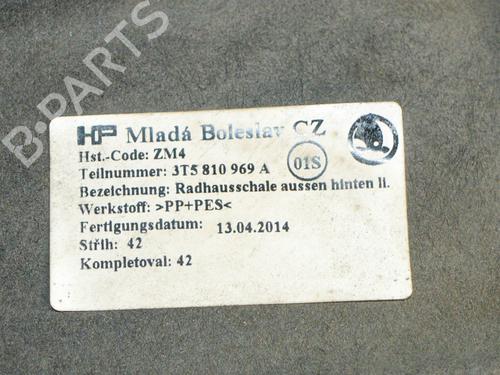 B-PARTS
HP Mladá Boleslav CZ
Hst.-Code: ZM4
01S
Teilnummer: 3T5 810 969 A
Bezeichnung: Radhausschale aussen hinten li.
Werkstoff: >PP+PES<
Fertigungsdatum: 13.04.2014
Střih: 42
Kompletoval: 42